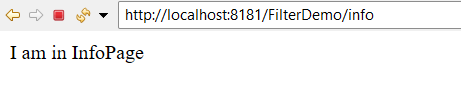 http://localhost:8181/FilterDemo/info
I am in InfoPage